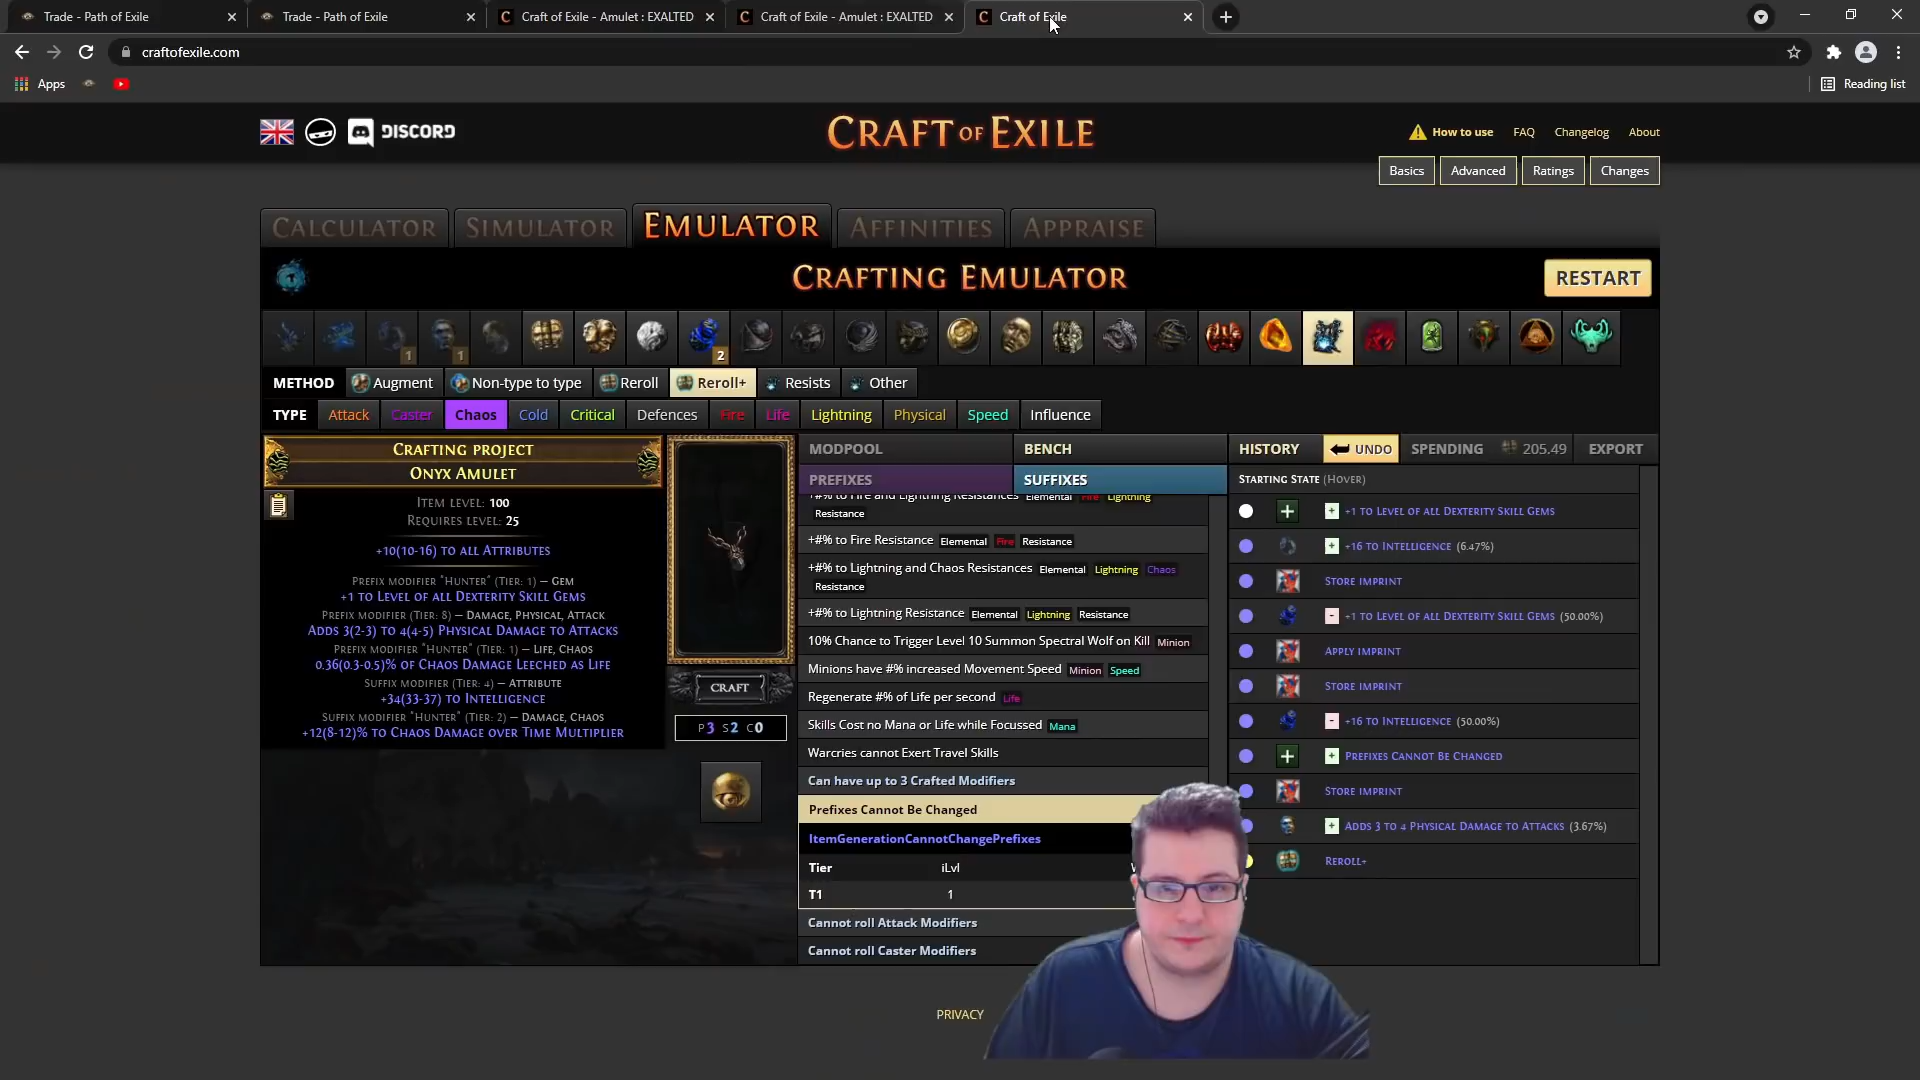 Trade - Path of Exile
Trade - Path of Exile
Craft of Exile - Amulet : EXALTED
Craft of Exile - Amulet : EXALTED
Craft of Exile
craftofexile.com
Apps
Reading list
DISCORD
CRAFT OF EXILE
How to use
FAQ
Changelog
About
Basics
Advanced
Ratings
Changes
CALCULATOR
SIMULATOR
EMULATOR
AFFINITIES
APPRAISE
CRAFTING EMULATOR
RESTART
1
1
2
METHOD
Augment
Non-type to type
Reroll
Reroll+
Resists
Other
TYPE
Attack
Caster
Chaos
Cold
Critical
Defences
Fire
Life
Lightning
Physical
Speed
Influence
CRAFTING PROJECT
ONYX AMULET
ITEM LEVEL: 100
REQUIRES LEVEL: 25
+10(10-16) TO ALL ATTRIBUTES
PREFIX MODIFIER "HUNTER" (TIER: 1) — GEM
+1 TO LEVEL OF ALL DEXTERITY SKILL GEMS
PREFIX MODIFIER (TIER: 8) — DAMAGE, PHYSICAL, ATTACK
ADDS 3(2-3) TO 4(4-5) PHYSICAL DAMAGE TO ATTACKS
PREFIX MODIFIER "HUNTER" (TIER: 1) — LIFE, CHAOS
0.36(0.3-0.5)% OF CHAOS DAMAGE LEECHED AS LIFE
SUFFIX MODIFIER (TIER: 4) — ATTRIBUTE
+34(33-37) TO INTELLIGENCE
SUFFIX MODIFIER "HUNTER" (TIER: 2) — DAMAGE, CHAOS
+12(8-12)% TO CHAOS DAMAGE OVER TIME MULTIPLIER
CRAFT
P3 S2 C0
MODPOOL
BENCH
PREFIXES
SUFFIXES
+#% to Fire and Lightning Resistances Elemental Fire Lightning
Resistance
+#% to Fire Resistance Elemental Fire Resistance
+#% to Lightning and Chaos Resistances Elemental Lightning Chaos
Resistance
+#% to Lightning Resistance Elemental Lightning Resistance
10% Chance to Trigger Level 10 Summon Spectral Wolf on Kill Minion
Minions have #% increased Movement Speed Minion Speed
Regenerate #% of Life per second Life
Skills Cost no Mana or Life while Focussed Mana
Warcries cannot Exert Travel Skills
Can have up to 3 Crafted Modifiers
Prefixes Cannot Be Changed
ItemGenerationCannotChangePrefixes
Tier iLvl
T1 1
Cannot roll Attack Modifiers
Cannot roll Caster Modifiers
HISTORY
UNDO
SPENDING
205.49
EXPORT
STARTING STATE (HOVER)
+ +1 TO LEVEL OF ALL DEXTERITY SKILL GEMS
+ +16 TO INTELLIGENCE (6.47%)
STORE IMPRINT
- +1 TO LEVEL OF ALL DEXTERITY SKILL GEMS (50.00%)
APPLY IMPRINT
STORE IMPRINT
- +16 TO INTELLIGENCE (50.00%)
+ PREFIXES CANNOT BE CHANGED
STORE IMPRINT
+ ADDS 3 TO 4 PHYSICAL DAMAGE TO ATTACKS (3.67%)
REROLL+
PRIVACY